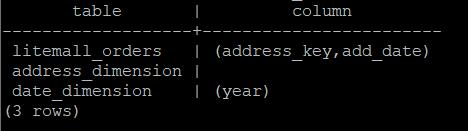 table | column
litemall_orders | (address_key,add_date)
address_dimension |
date_dimension | (year)
(3 rows)